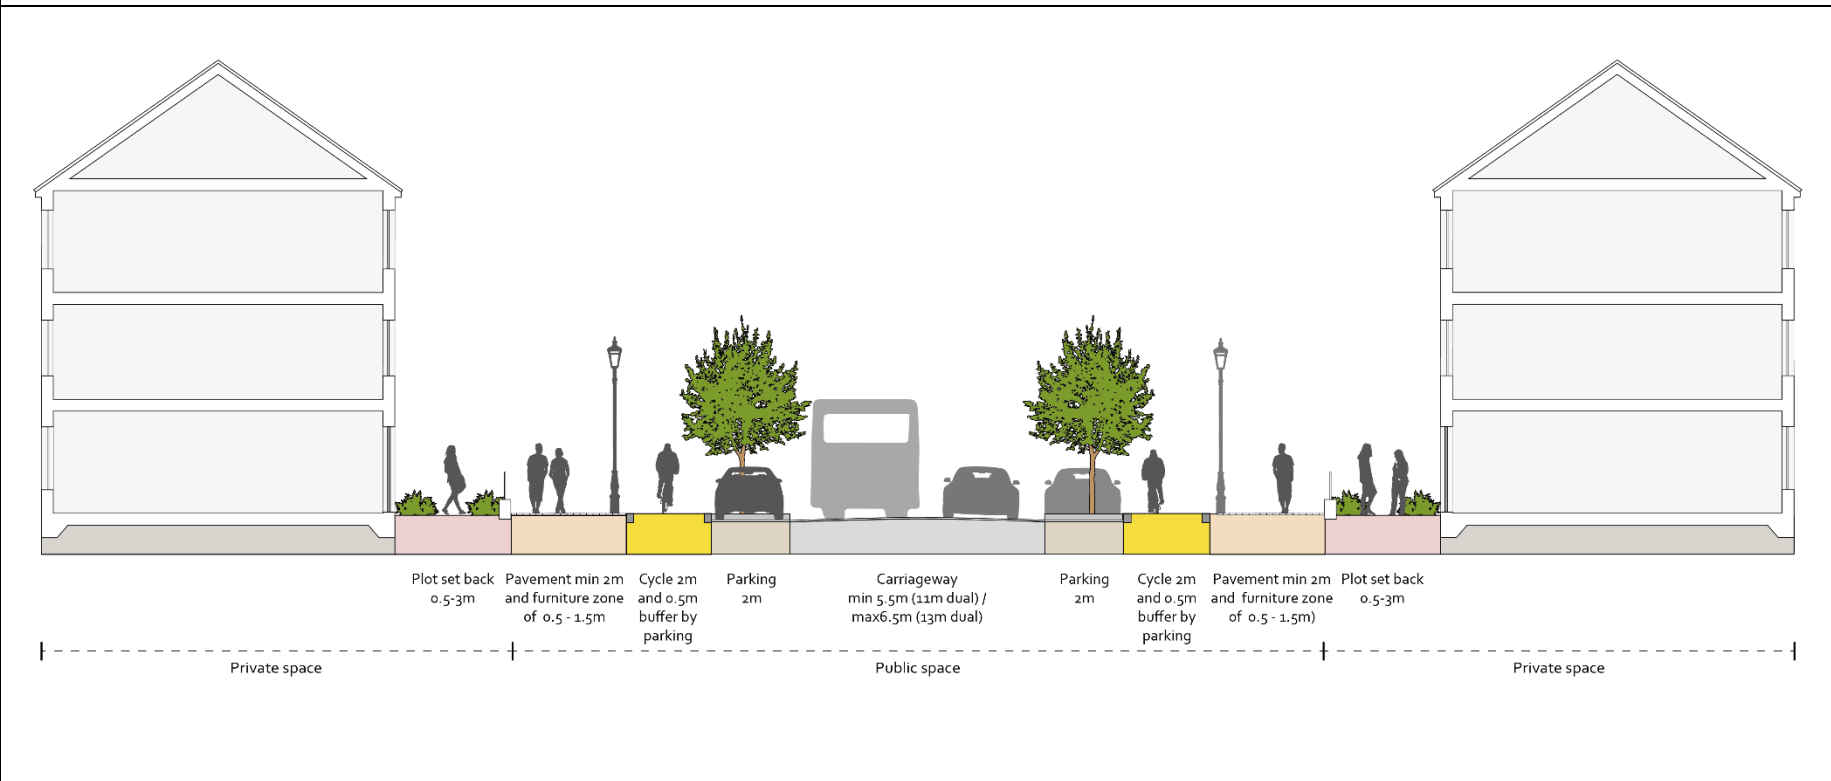 Plot set back
0.5-3m
Pavement min 2m
and furniture zone
of 0.5 - 1.5m
Cycle 2m
and 0.5m
buffer by
parking
Parking
2m
Carriageway
min 5.5m (11m dual) /
max6.5m (13m dual)
Parking
2m
Cycle 2m
and 0.5m
buffer by
parking
Pavement min 2m
and furniture zone
of 0.5 - 1.5m)
Plot set back
0.5-3m
Private space
Public space
Private space